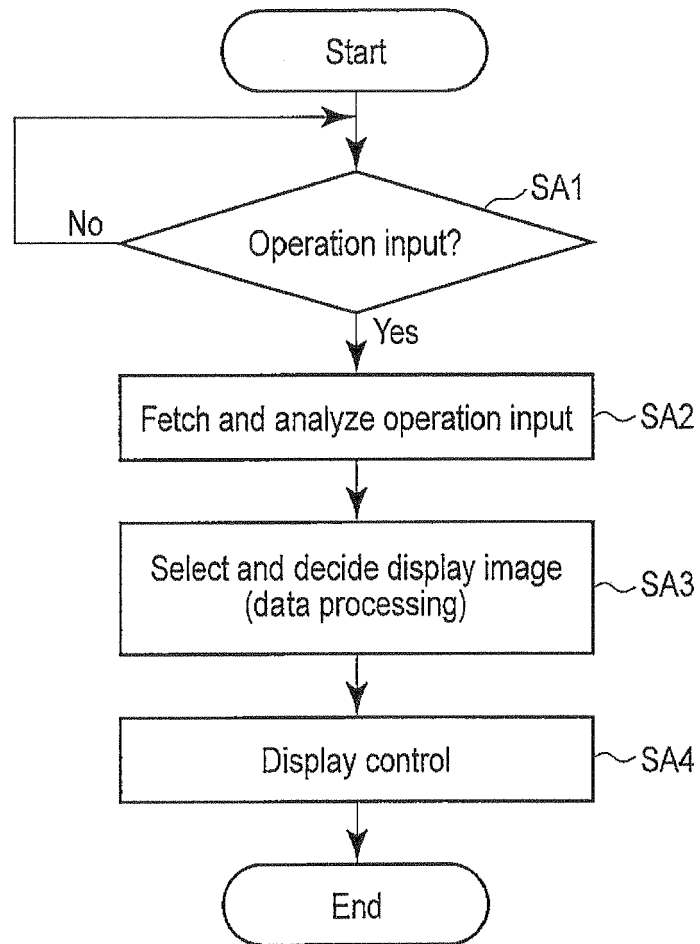 Start
SA1
No
Operation input?
Yes
Fetch and analyze operation input
SA2
Select and decide display image
(data processing)
SA3
Display control
SA4
End